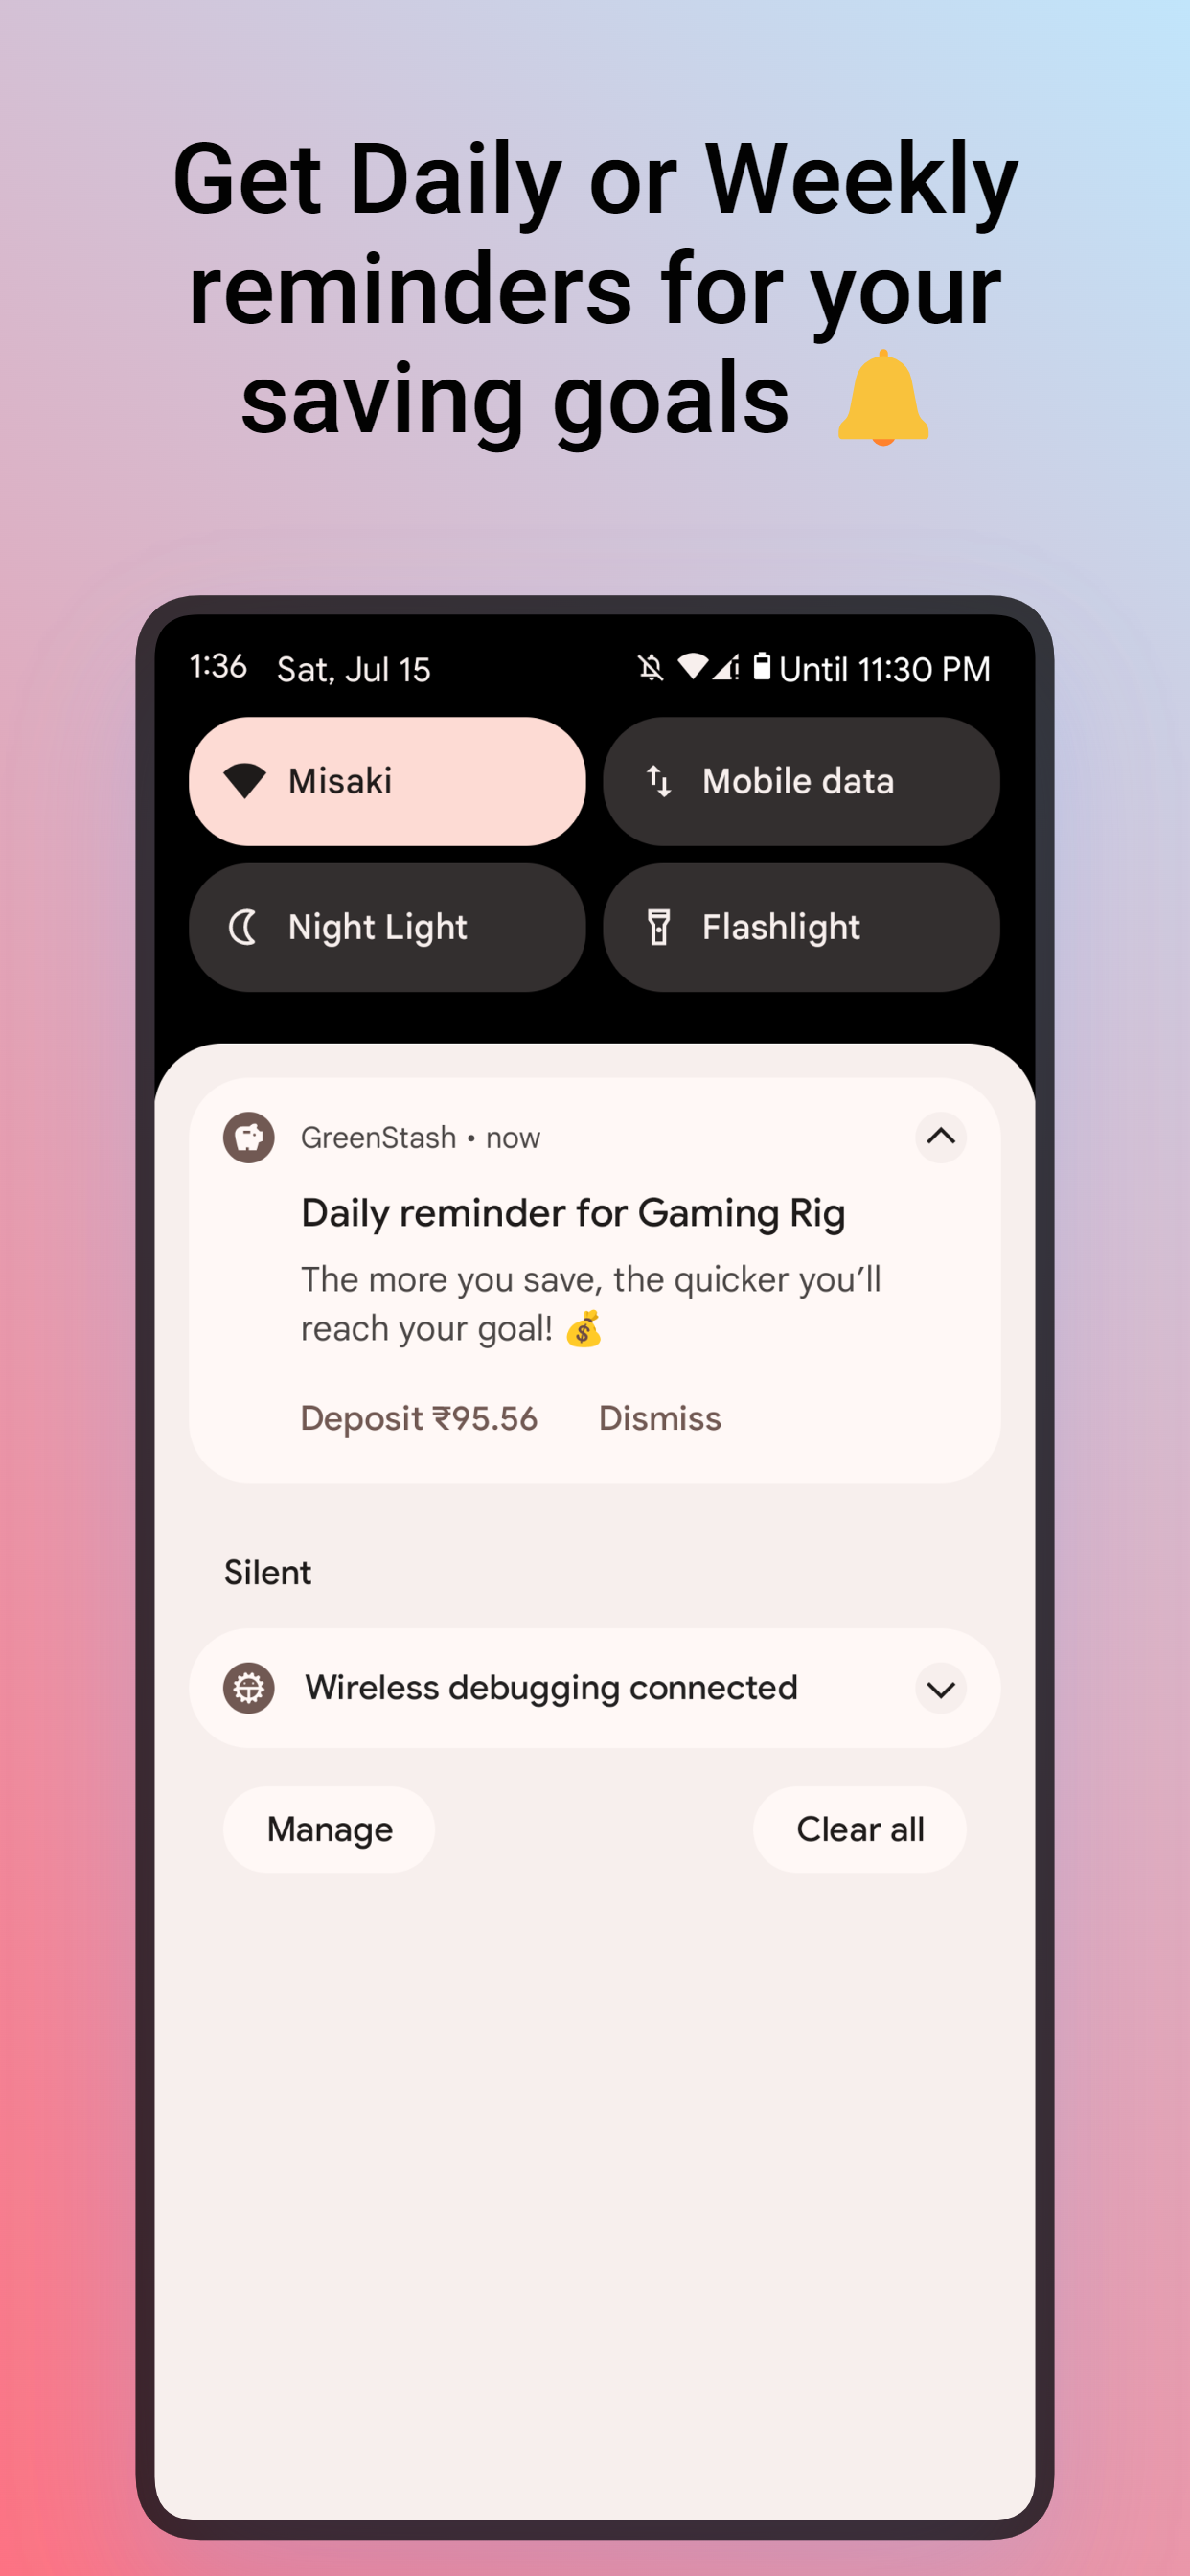 Get Daily or Weekly
reminders for your
saving goals 🔔
1:36 Sat, Jul 15 Until 11:30 PM
Misaki Mobile data
Night Light Flashlight
GreenStash • now
Daily reminder for Gaming Rig
The more you save, the quicker you’ll
reach your goal! 💰
Deposit ₹95.56 Dismiss
Silent
Wireless debugging connected
Manage Clear all